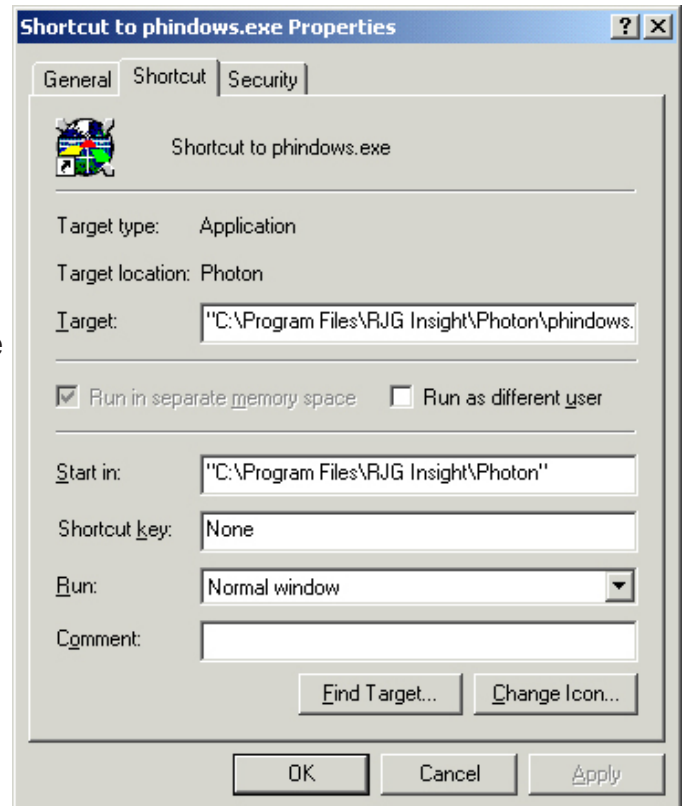 Shortcut to phindows.exe Properties
General Shortcut Security
Shortcut to phindows.exe
Target type: Application
Target location: Photon
Target: "C:\Program Files\RJG Insight\Photon\phindows.
e
Run in separate memory space Run as different user
Start in: "C:\Program Files\RJG Insight\Photon"
Shortcut key: None
Run: Normal window
Comment:
Find Target... Change Icon...
OK Cancel Apply